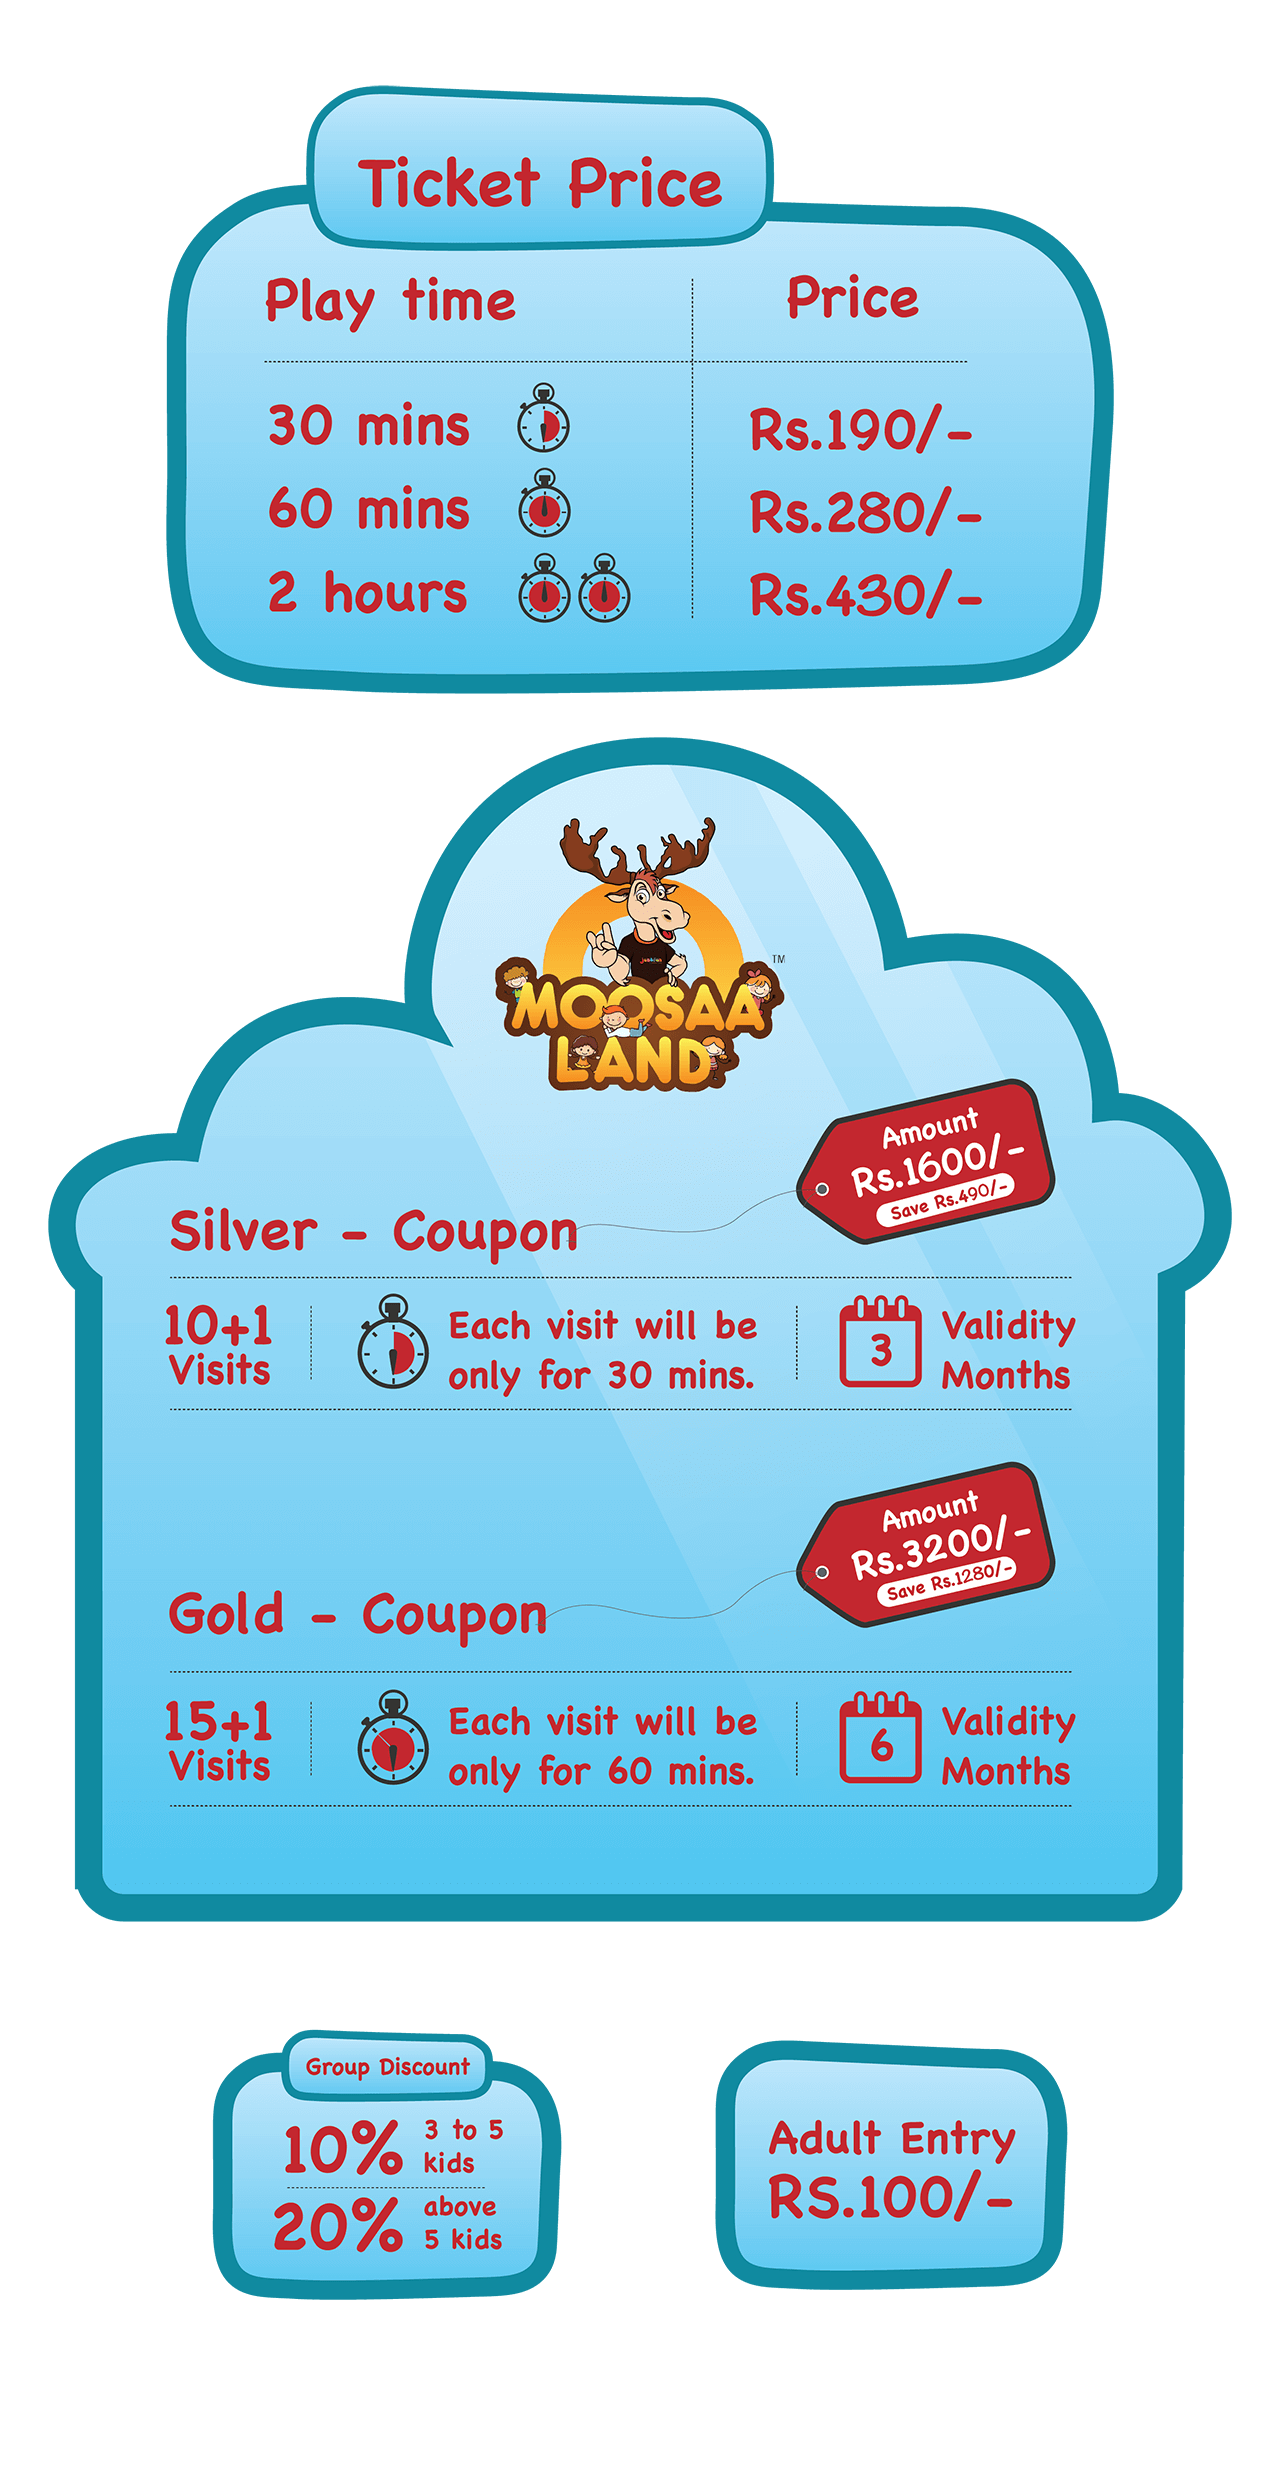 Ticket Price
Play time Price
30 mins Rs.190/-
60 mins Rs.280/-
2 hours Rs.430/-
MOOSAA TM
LAND
Amount
Rs.1600/-
Save Rs.490/-
Silver - Coupon
10+1
Visits
Each visit will be
only for 30 mins.
3
Validity
Months
Amount
Rs.3200/-
Save Rs.1280/-
Gold - Coupon
15+1
Visits
Each visit will be
only for 60 mins.
6
Validity
Months
Group Discount
10% 3 to 5
kids
20% above
5 kids
Adult Entry
RS.100/-